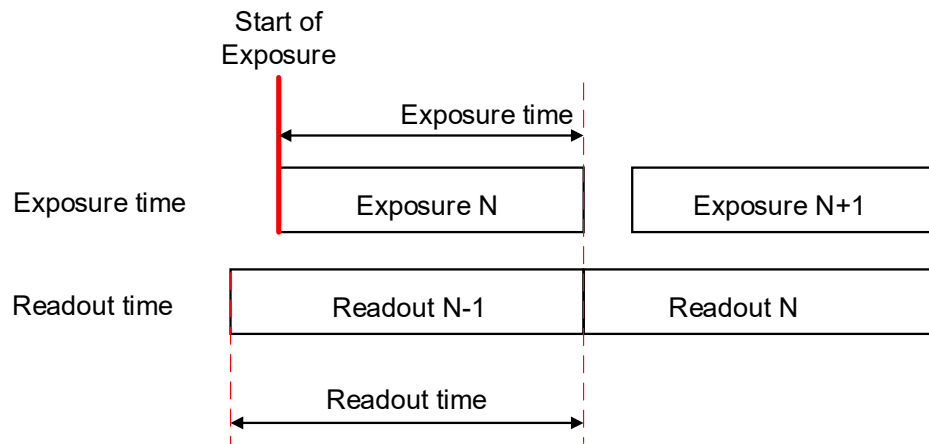 Start of
Exposure
Exposure time
Exposure time
Exposure N
Exposure N+1
Readout time
Readout N-1
Readout N
Readout time